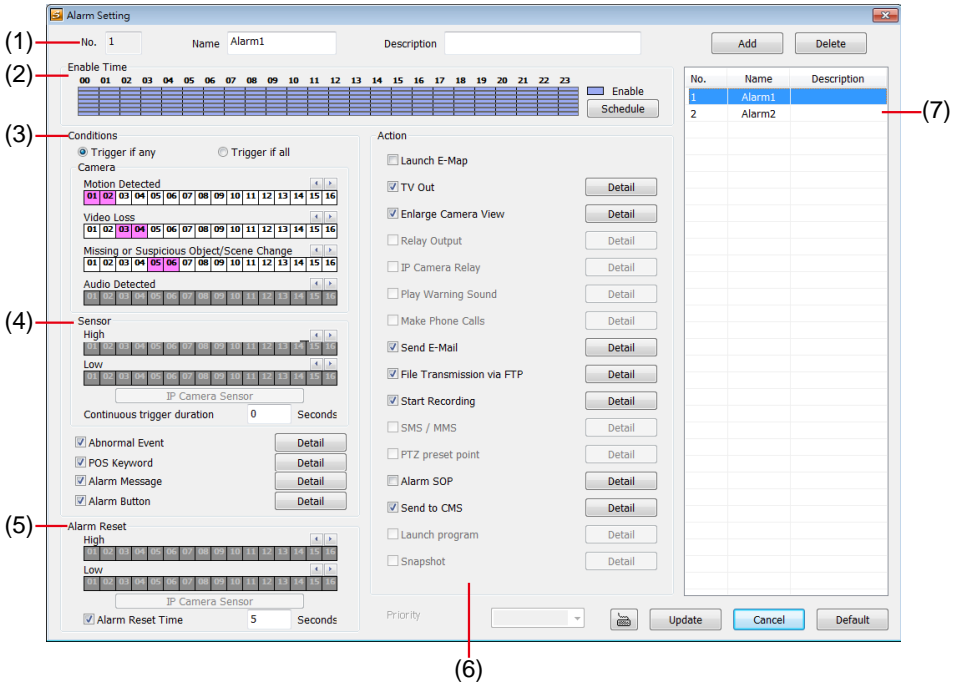 Alarm Setting
(1) No. 1 Name Alarm1 Description Add Delete
(2) Enable Time
00 01 02 03 04 05 06 07 08 09 10 11 12 13 14 15 16 17 18 19 20 21 22 23
Enable
Schedule
(3) Conditions
Trigger if any Trigger if all
Camera
Motion Detected
01 02 03 04 05 06 07 08 09 10 11 12 13 14 15 16
Video Loss
01 02 03 04 05 06 07 08 09 10 11 12 13 14 15 16
Missing or Suspicious Object/Scene Change
01 02 03 04 05 06 07 08 09 10 11 12 13 14 15 16
Audio Detected
01 02 03 04 05 06 07 08 09 10 11 12 13 14 15 16
(4) Sensor
High
01 02 03 04 05 06 07 08 09 10 11 12 13 14 15 16
Low
01 02 03 04 05 06 07 08 09 10 11 12 13 14 15 16
IP Camera Sensor
Continuous trigger duration 0 Seconds
Abnormal Event Detail
POS Keyword Detail
Alarm Message Detail
Alarm Button Detail
(5) Alarm Reset
High
01 02 03 04 05 06 07 08 09 10 11 12 13 14 15 16
Low
01 02 03 04 05 06 07 08 09 10 11 12 13 14 15 16
IP Camera Sensor
Alarm Reset Time 5 Seconds
Action
Launch E-Map
TV Out Detail
Enlarge Camera View Detail
Relay Output Detail
IP Camera Relay Detail
Play Warning Sound Detail
Make Phone Calls Detail
Send E-Mail Detail
File Transmission via FTP Detail
Start Recording Detail
SMS / MMS Detail
PTZ preset point Detail
Alarm SOP Detail
Send to CMS Detail
Launch program Detail
Snapshot Detail
(6)
Priority
No. Name Description
1 Alarm1
2 Alarm2
(7)
Update Cancel Default